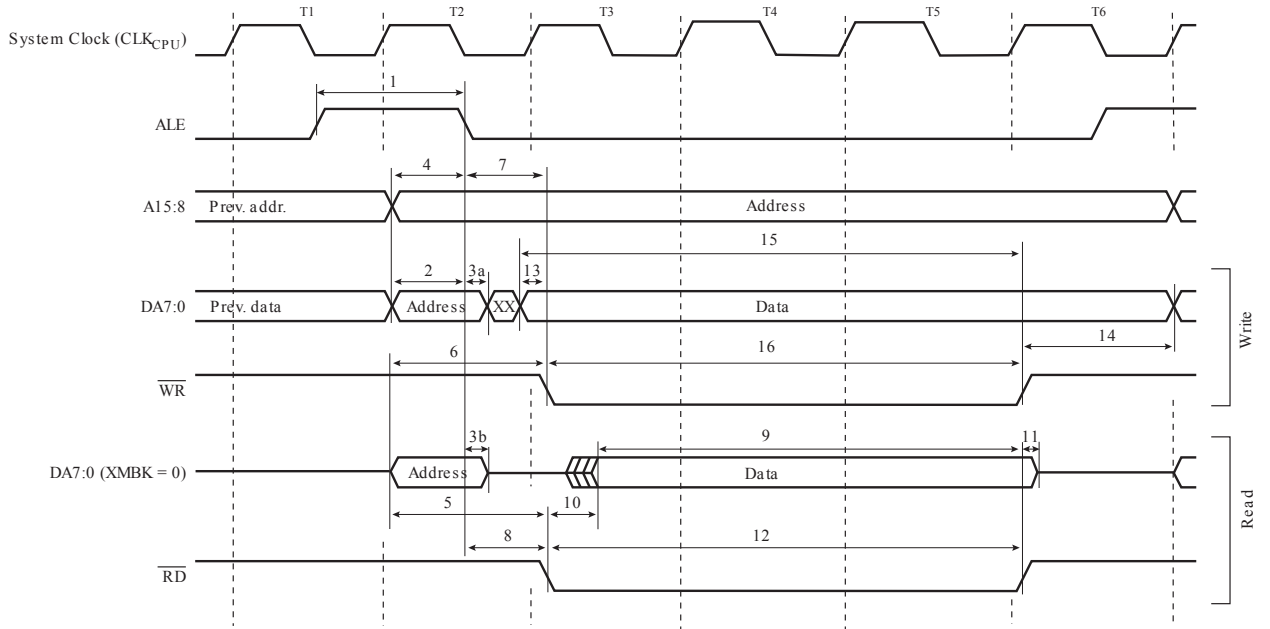 T1 T2 T3 T4 T5 T6
System Clock (CLKCPU)
1
ALE
4 7
A15:8 Prev. addr. Address
15
2 3a 13
DA7:0 Prev. data Address XX Data
14
6 16
WR
Write
3b 9 11
DA7:0 (XMBK = 0) Address Data
5 10
8 12
RD
Read